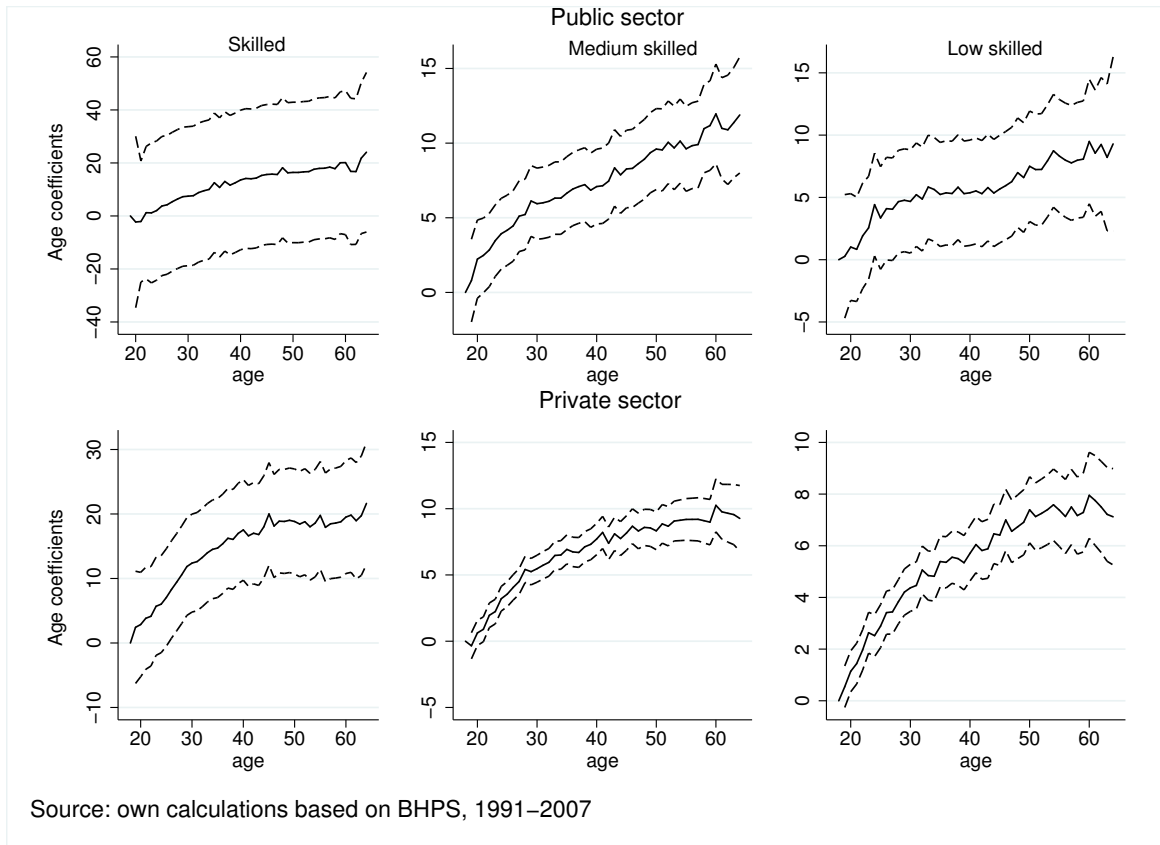 Public sector
Skilled
Medium skilled
Low skilled
Age coefficients
60
40
20
0
−20
−40
20 30 40 50 60
age
15
10
5
0
20 30 40 50 60
age
15
10
5
0
−5
20 30 40 50 60
age
Private sector
Age coefficients
30
20
10
0
−10
20 30 40 50 60
age
15
10
5
0
−5
20 30 40 50 60
age
10
8
6
4
2
0
20 30 40 50 60
age
Source: own calculations based on BHPS, 1991−2007